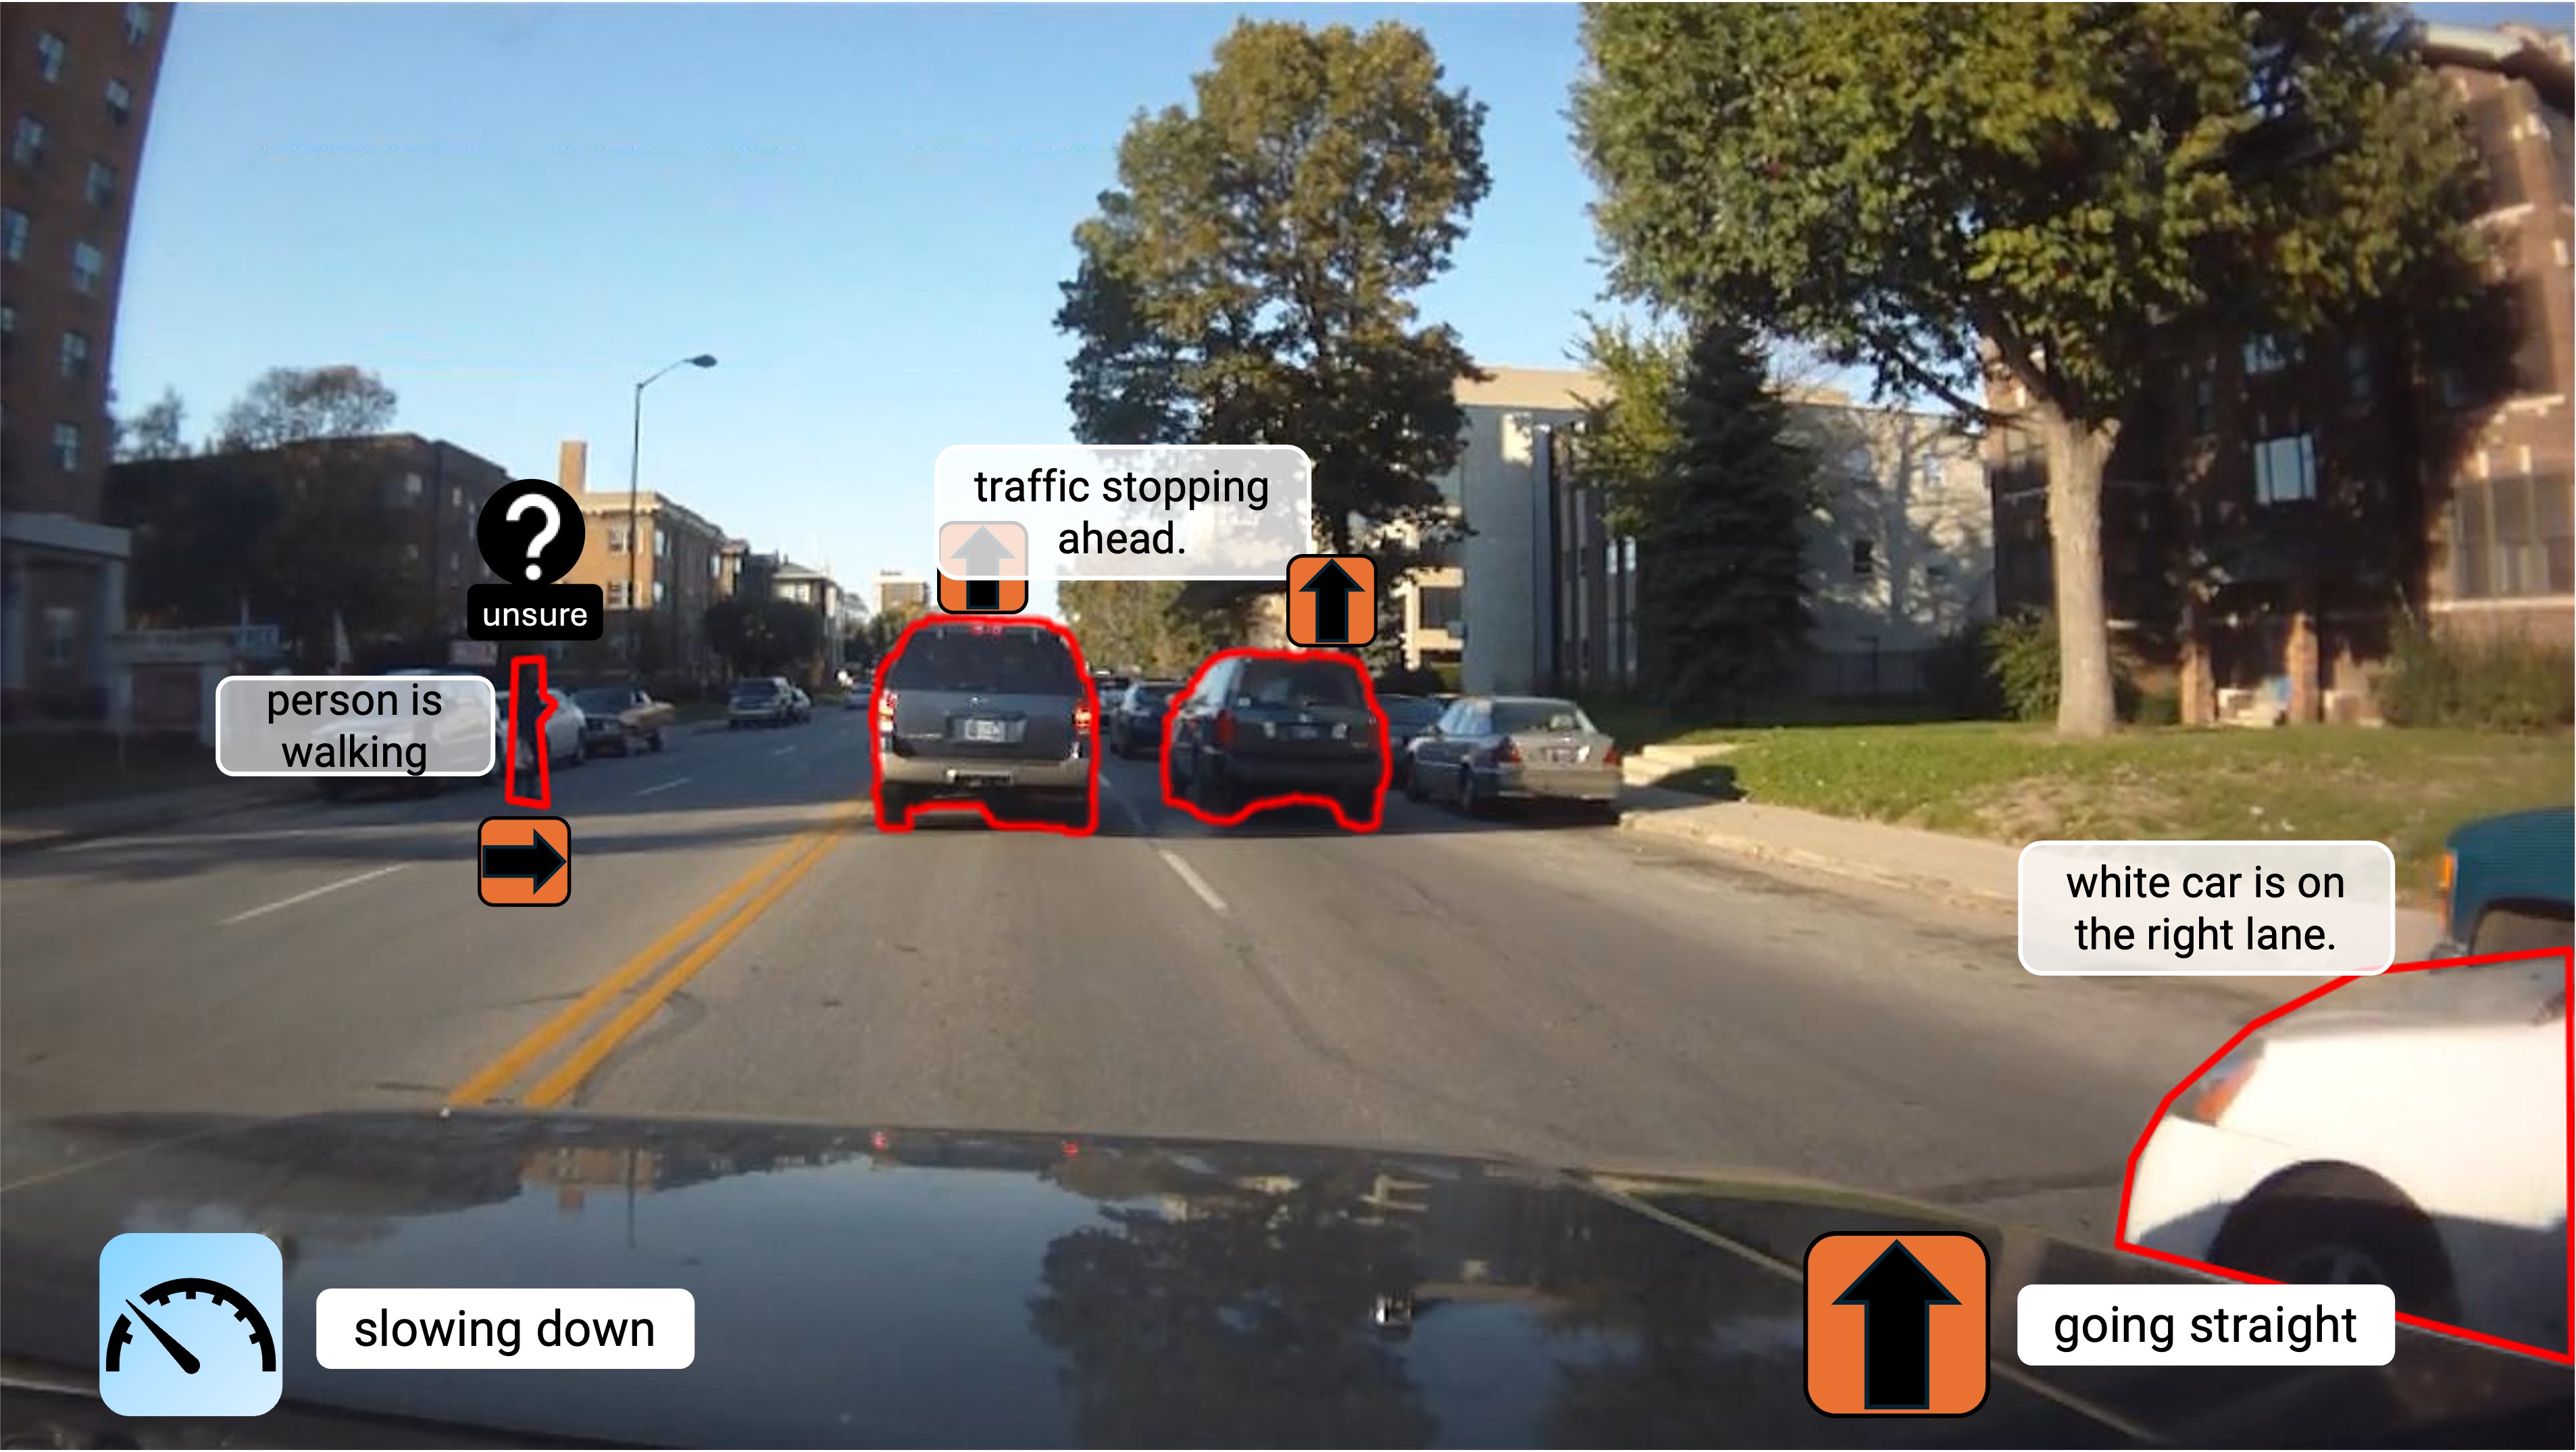 ?
unsure
person is
walking
traffic stopping
ahead.
white car is on
the right lane.
slowing down
going straight